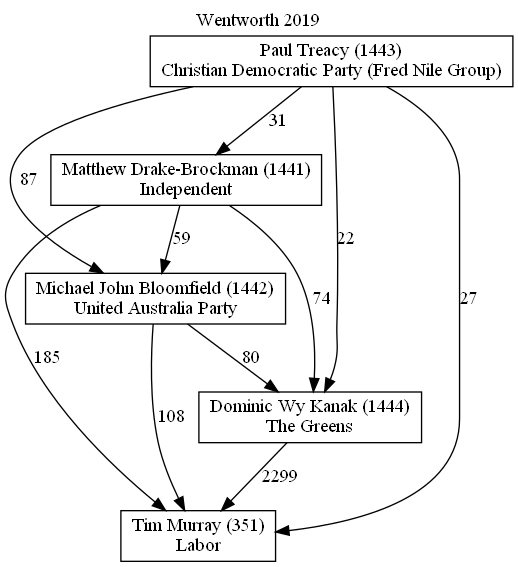 Wentworth 2019
Paul Treacy (1443)
Christian Democratic Party (Fred Nile Group)
31
Matthew Drake-Brockman (1441)
Independent
87
59
22
Michael John Bloomfield (1442)
United Australia Party
74
27
185
80
Dominic Wy Kanak (1444)
The Greens
108
2299
Tim Murray (351)
Labor